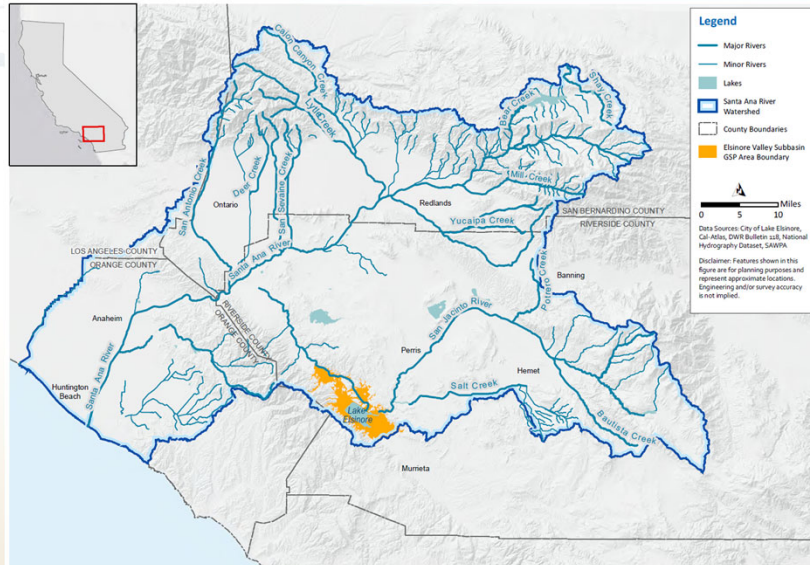 Cajon Canyon Creek
Lytle Creek
Bear Creek
Shay Creek
San Antonio Creek
Deer Creek
San Sevaine Creek
Mill Creek
Ontario
Redlands
Yucaipa Creek
SAN BERNARDINO COUNTY
RIVERSIDE COUNTY
LOS ANGELES COUNTY
ORANGE COUNTY
Santa Ana River
Potrero Creek
Banning
RIVERSIDE COUNTY
ORANGE COUNTY
Anaheim
San Jacinto River
Perris
Hemet
Huntington
Beach
Santa Ana River
Salt Creek
Lake
Elsinore
Bautista Creek
Murrieta
Legend
Major Rivers
Minor Rivers
Lakes
Santa Ana River
Watershed
County Boundaries
Elsinore Valley Subbasin
GSP Area Boundary
Miles
0 5 10
Data Sources: City of Lake Elsinore,
Cal-Atlas, DWR Bulletin 118, National
Hydrography Dataset, SAWPA
Disclaimer: Features shown in this
figure are for planning purposes and
represent approximate locations.
Engineering and/or survey accuracy
is not implied.